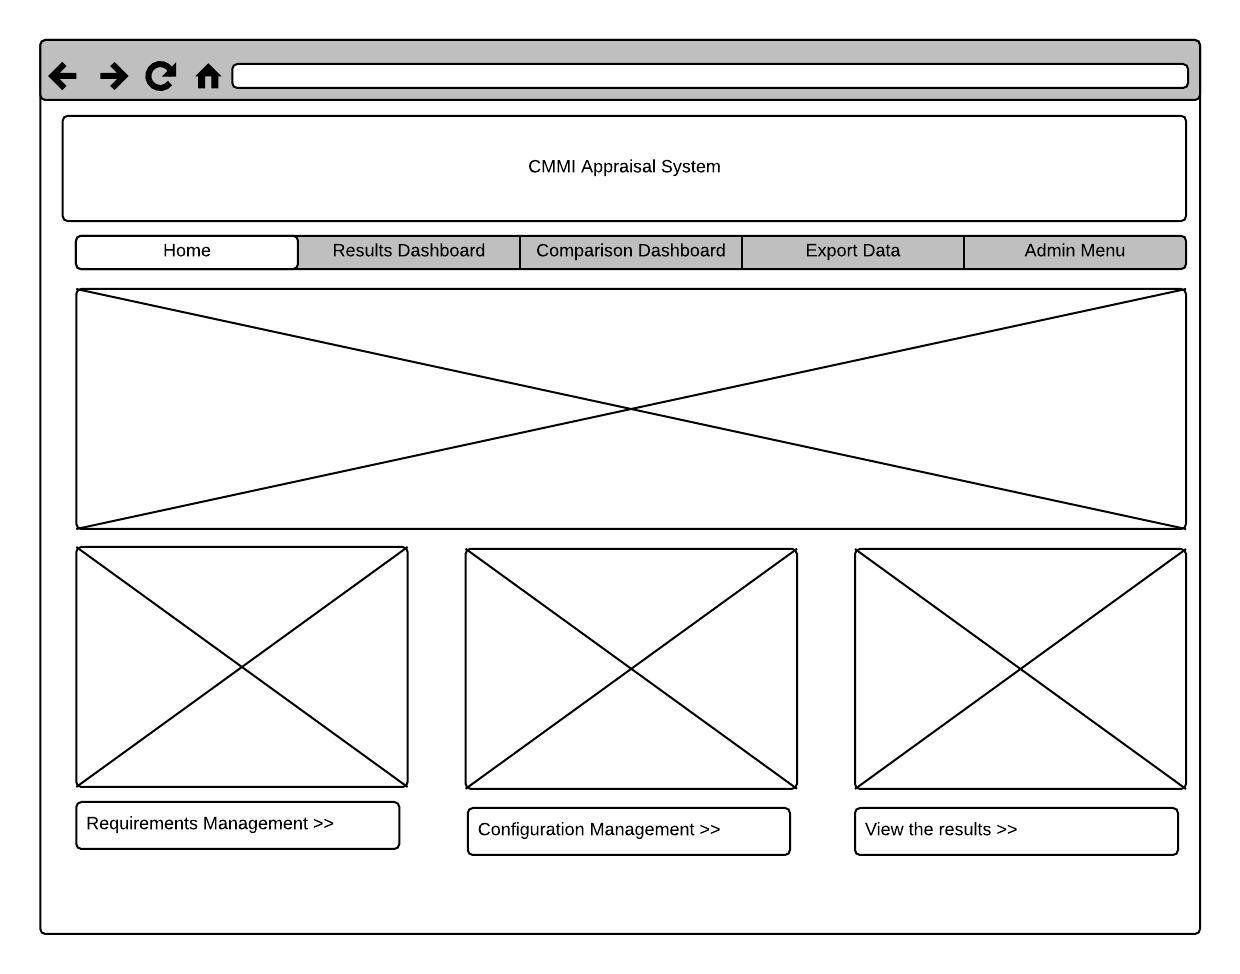 CMMI Appraisal System
Home
Results Dashboard
Comparison Dashboard
Export Data
Admin Menu
Requirements Management >>
Configuration Management >>
View the results >>